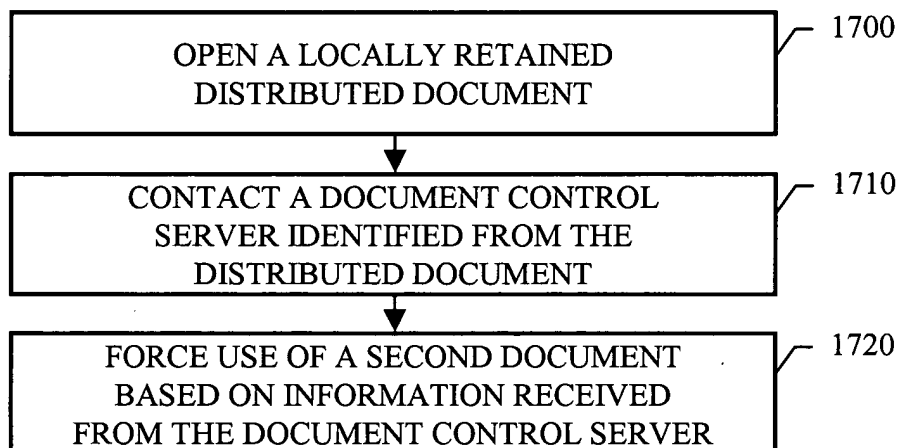 OPEN A LOCALLY RETAINED
DISTRIBUTED DOCUMENT
1700
CONTACT A DOCUMENT CONTROL
SERVER IDENTIFIED FROM THE
DISTRIBUTED DOCUMENT
1710
FORCE USE OF A SECOND DOCUMENT
BASED ON INFORMATION RECEIVED
FROM THE DOCUMENT CONTROL SERVER
1720